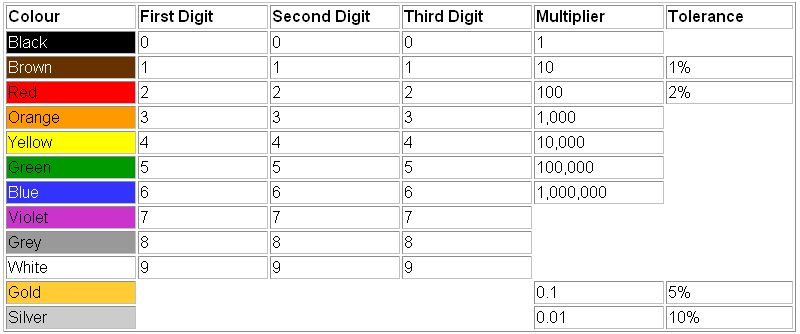 Colour First Digit Second Digit Third Digit Multiplier Tolerance
Black 0 0 0 1
Brown 1 1 1 10 1%
Red 2 2 2 100 2%
Orange 3 3 3 1,000
Yellow 4 4 4 10,000
Green 5 5 5 100,000
Blue 6 6 6 1,000,000
Violet 7 7 7
Grey 8 8 8
White 9 9 9
Gold 0.1 5%
Silver 0.01 10%